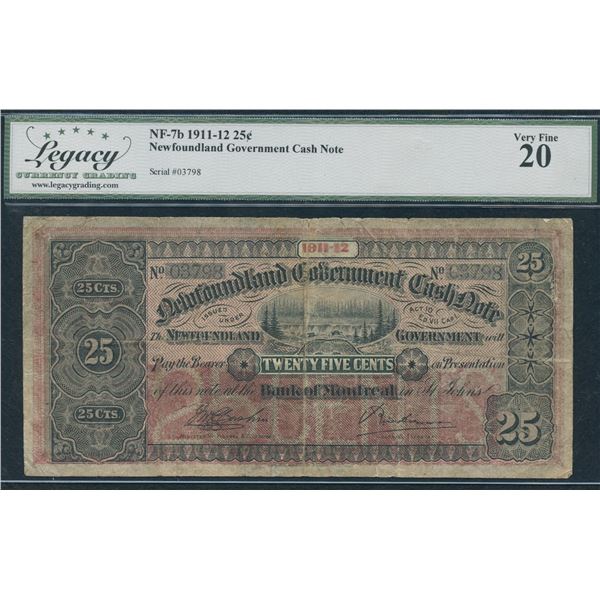 Legacy
CURRENCY GRADING
www.legacygrading.com
NF-7b 1911-12 25¢
Newfoundland Government Cash Note
Serial #03798
Very Fine
20
1911-12
No 03798
No 03798
25
Newfoundland Government Cash Note
25 CTS.
ISSUED UNDER
ACT 10 ED.VII CAP.
The NEWFOUNDLAND GOVERNMENT will
25
Pay the Bearer TWENTY FIVE CENTS on Presentation
of this note at the Bank of Montreal in St Johns
25 CTS.
25